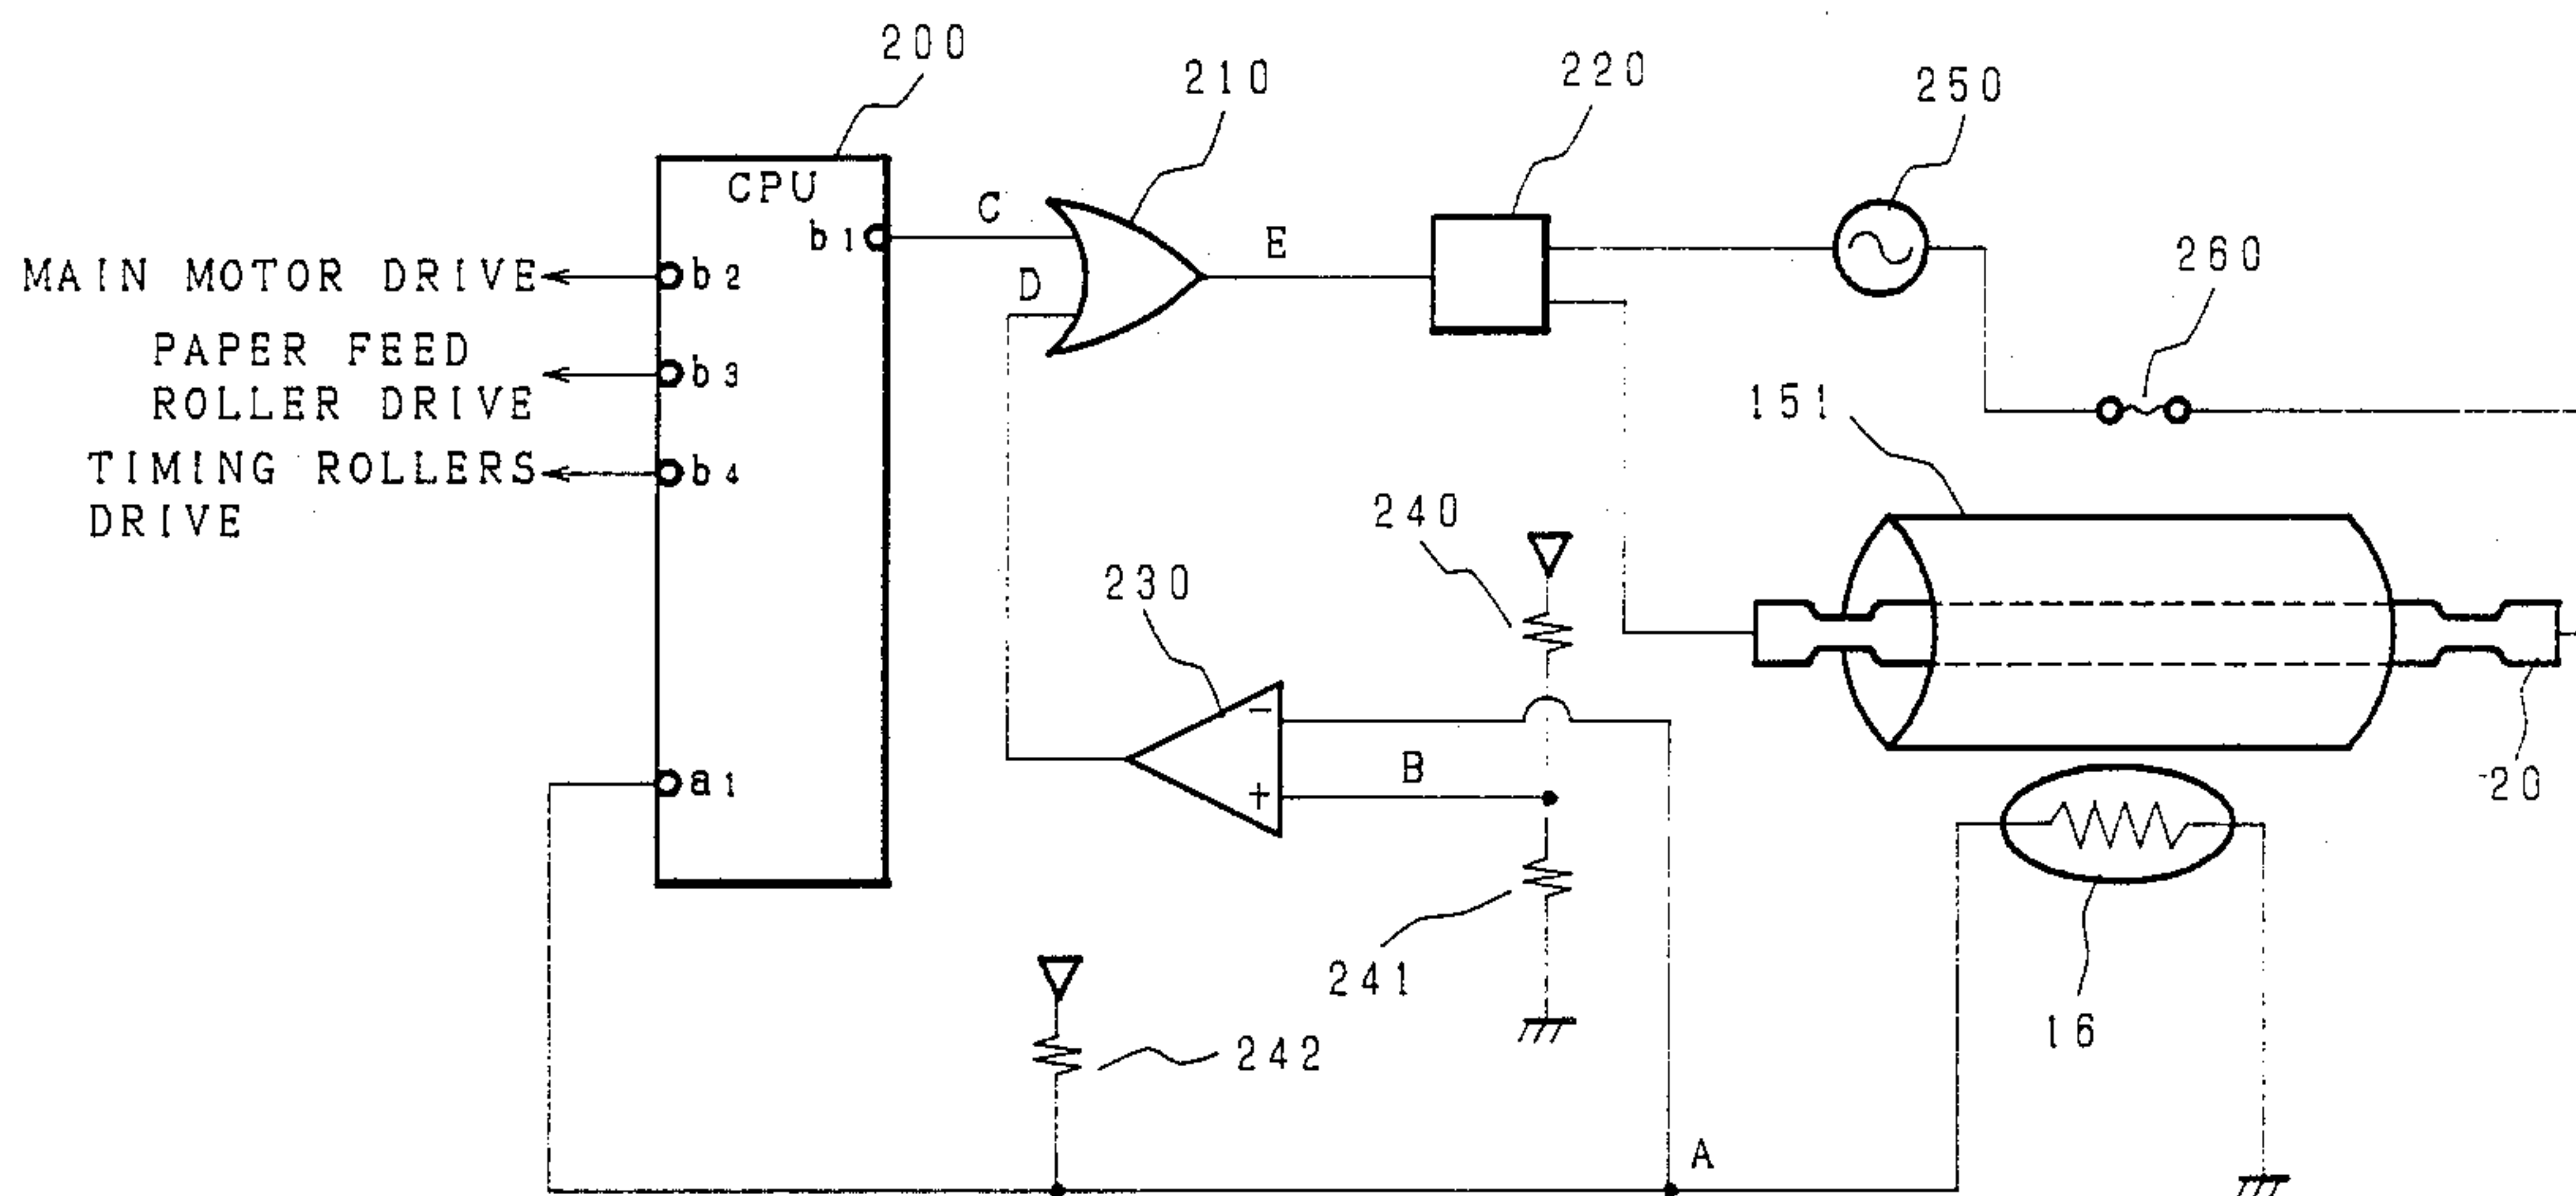 200
210
220
250
CPU
b1
C
E
260
MAIN MOTOR DRIVE
b2
D
PAPER FEED
ROLLER DRIVE
b3
151
TIMING ROLLERS
DRIVE
b4
240
230
−
B
+
a1
20
241
16
242
A